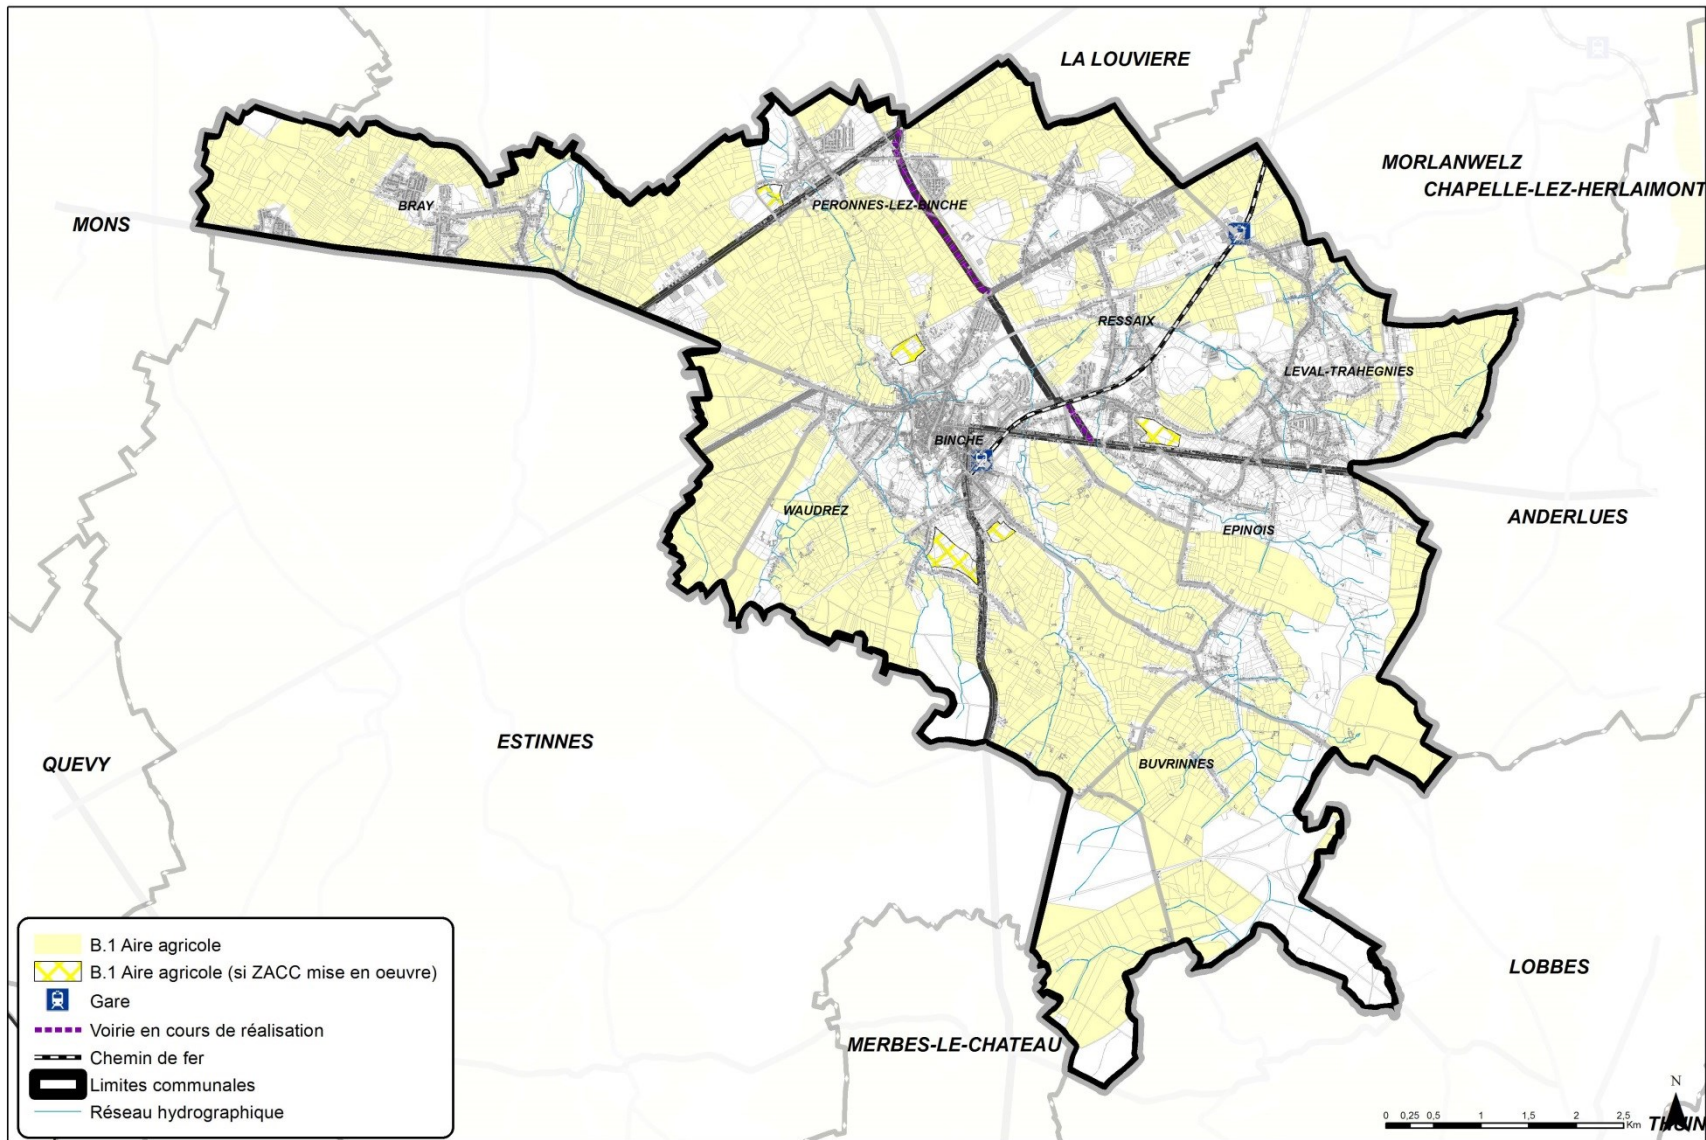 LA LOUVIERE
MORLANWELZ
CHAPELLE-LEZ-HERLAIMONT
MONS
BRAY
PERONNES-LEZ-BINCHE
RESSAIX
LEVAL-TRAHEGNIES
BINCHE
WAUDREZ
EPINOIS
ANDERLUES
ESTINNES
QUEVY
BUVRINNES
LOBBES
MERBES-LE-CHATEAU
B.1 Aire agricole
B.1 Aire agricole (si ZACC mise en oeuvre)
Gare
Voirie en cours de réalisation
Chemin de fer
Limites communales
Réseau hydrographique
N
0 0,25 0,5 1 1,5 2 2,5
Km
THUIN